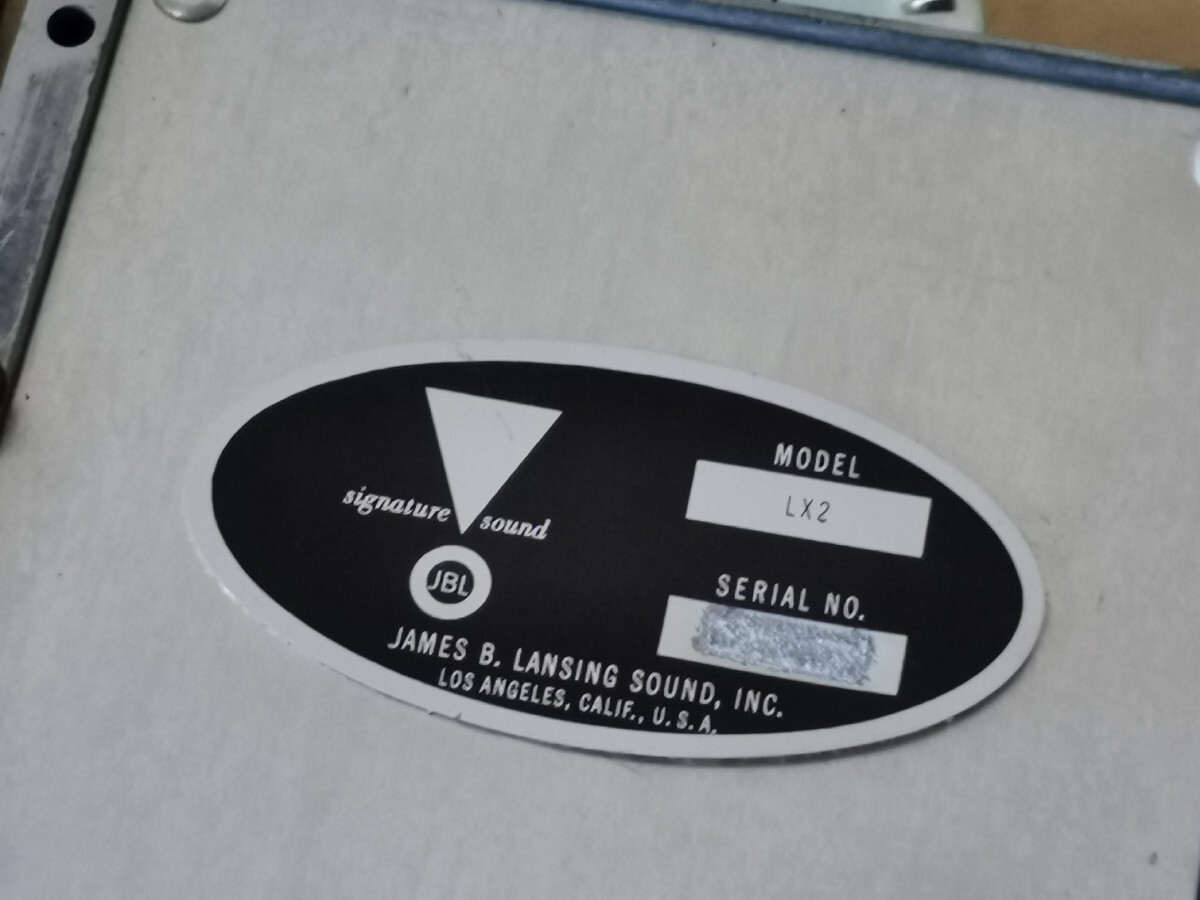 signature sound
JBL
JAMES B. LANSING SOUND, INC.
LOS ANGELES, CALIF., U.S.A.
MODEL
LX2
SERIAL NO.